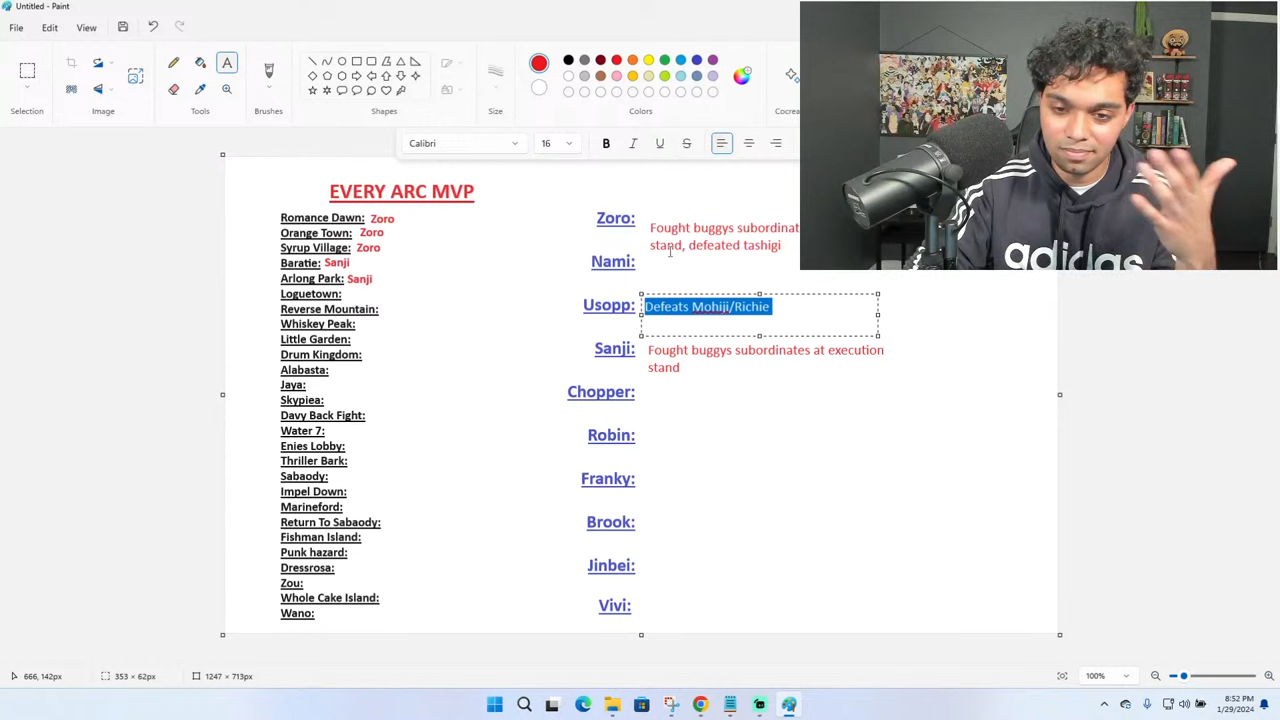 Untitled - Paint
File Edit View
Selection
Image
Tools
Brushes
Shapes
Size
Colors
Calibri
16
B I U S
EVERY ARC MVP
Romance Dawn: Zoro
Orange Town: Zoro
Syrup Village: Zoro
Baratie: Sanji
Arlong Park: Sanji
Loguetown:
Reverse Mountain:
Whiskey Peak:
Little Garden:
Drum Kingdom:
Alabasta:
Jaya:
Skypiea:
Davy Back Fight:
Water 7:
Enies Lobby:
Thriller Bark:
Sabaody:
Impel Down:
Marineford:
Return To Sabaody:
Fishman Island:
Punk hazard:
Dressrosa:
Zou:
Whole Cake Island:
Wano:
Zoro:
Fought buggys subordinat
stand, defeated tashigi
Nami:
Usopp: Defeats Mohiji/Richie
Sanji: Fought buggys subordinates at execution
stand
Chopper:
Robin:
Franky:
Brook:
Jinbei:
Vivi:
adidas
666, 142px
353 × 62px
1247 × 713px
100%
8:52 PM
1/29/2024